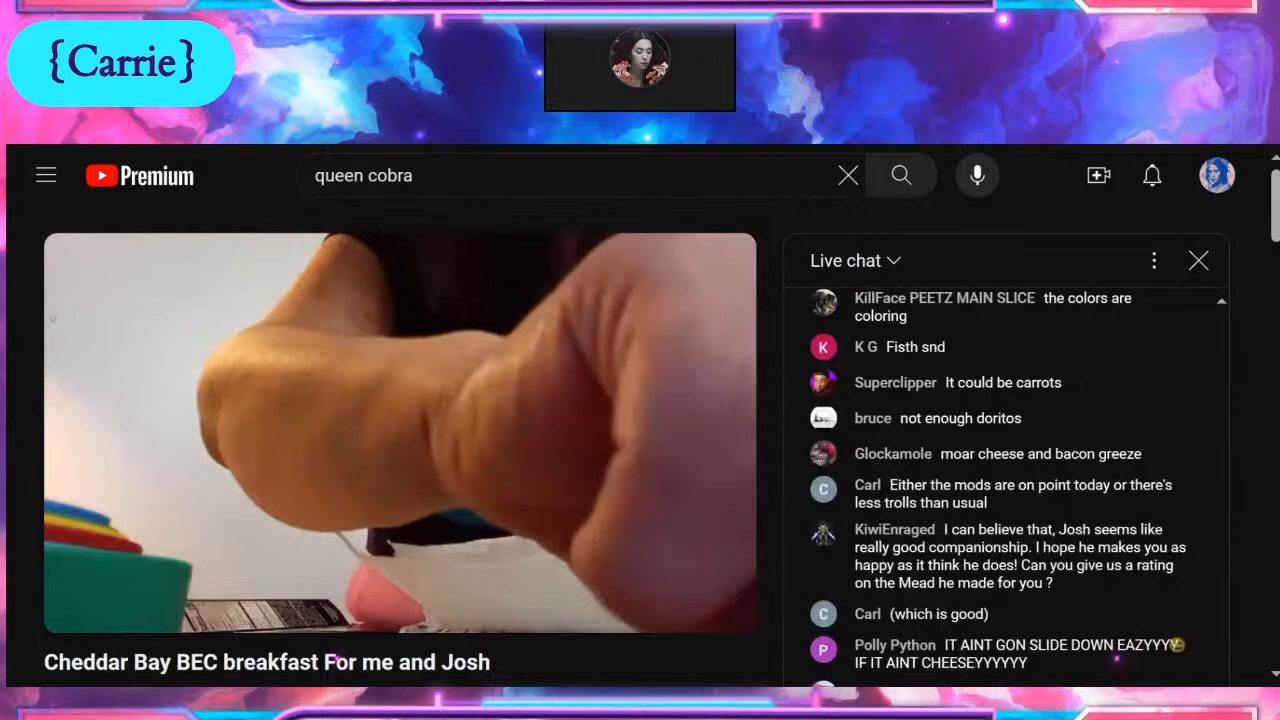 {Carrie}
Premium
queen cobra
Live chat
KillFace PEETZ MAIN SLICE the colors are
coloring
K
K G Fisth snd
Superclipper It could be carrots
bruce not enough doritos
Glockamole moar cheese and bacon greeze
C
Carl Either the mods are on point today or there's
less trolls than usual
KiwiEnraged I can believe that, Josh seems like
really good companionship. I hope he makes you as
happy as it think he does! Can you give us a rating
on the Mead he made for you ?
C
Carl (which is good)
P
Polly Python IT AINT GON SLIDE DOWN EAZYYYY
IF IT AINT CHEESEYYYYYY
Cheddar Bay BEC breakfast For me and Josh